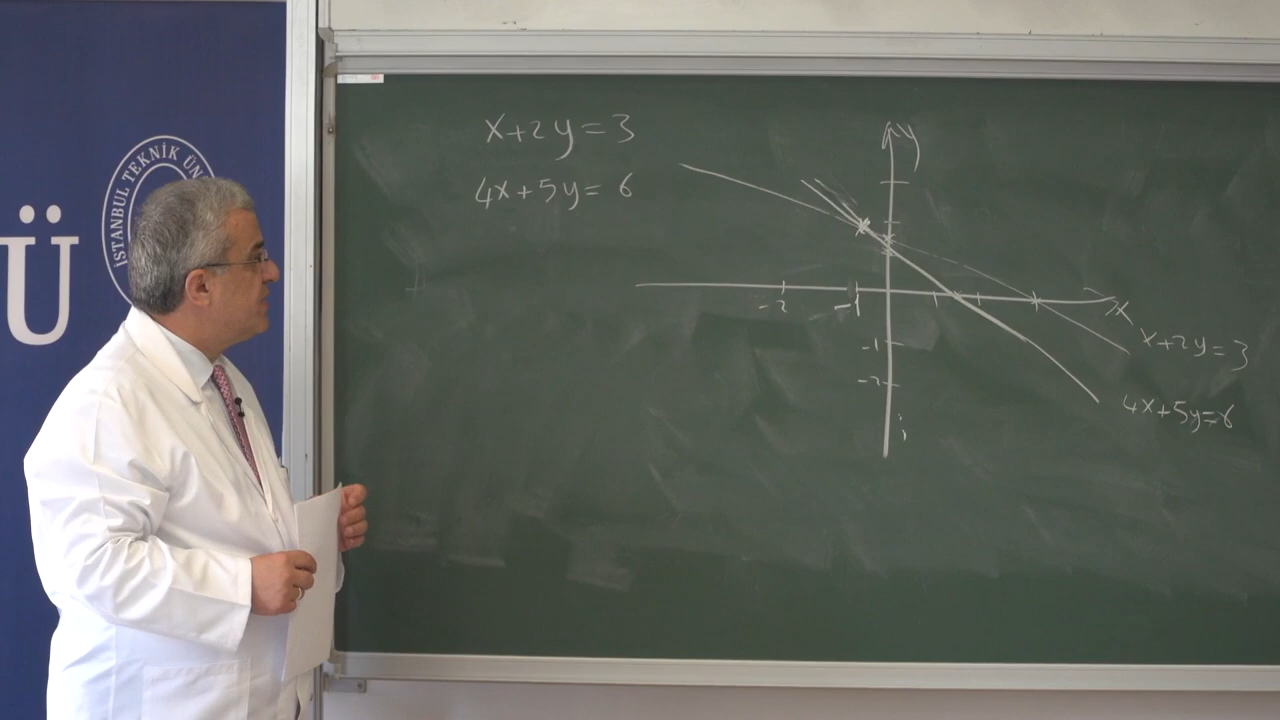 Ü
İSTANBUL TEKNİK ÜN
x+2y=3
4x+5y=6
y
-2
-1
x
-1
-2
x+2y=3
4x+5y=6